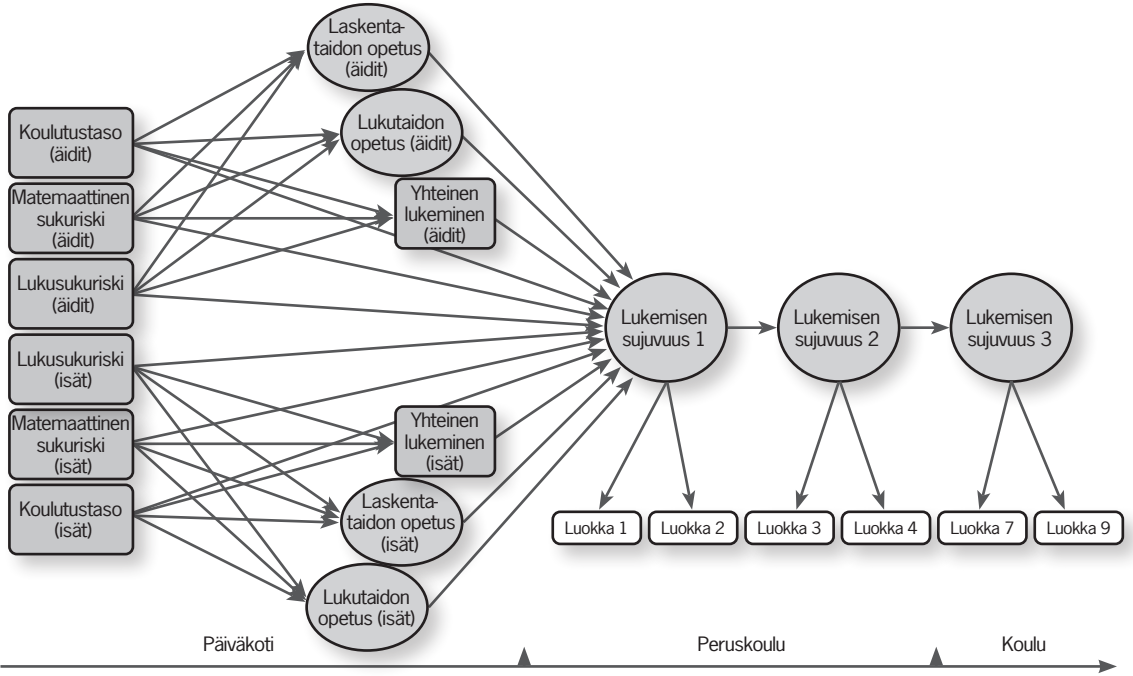 Laskenta-
taidon opetus
(äidit)
Lukutaidon
opetus (äidit)
Yhteinen
lukeminen
(äidit)
Koulutustaso
(äidit)
Matemaattinen
sukuriski
(äidit)
Lukusukuriski
(äidit)
Lukusukuriski
(isät)
Matemaattinen
sukuriski
(isät)
Koulutustaso
(isät)
Yhteinen
lukeminen
(isät)
Laskenta-
taidon opetus
(isät)
Lukutaidon
opetus (isät)
Lukemisen
sujuvuus 1
Lukemisen
sujuvuus 2
Lukemisen
sujuvuus 3
Luokka 1
Luokka 2
Luokka 3
Luokka 4
Luokka 7
Luokka 9
Päiväkoti
Peruskoulu
Koulu